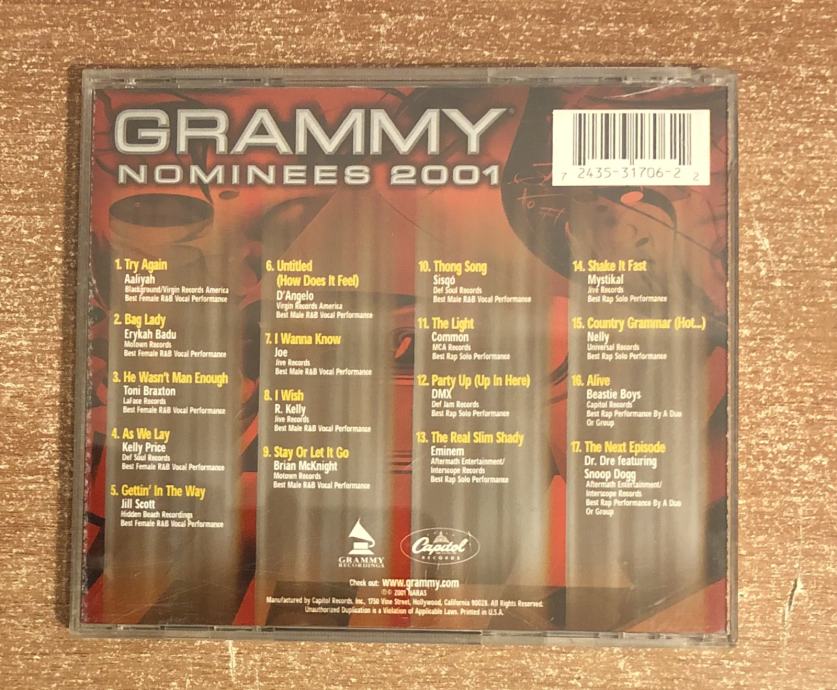 GRAMMY
NOMINEES 2001
7 2435-31706-2 2
1. Try Again
Aaliyah
Blackground/Virgin Records America
Best Female R&B Vocal Performance
2. Bag Lady
Erykah Badu
Motown Records
Best Female R&B Vocal Performance
3. He Wasn't Man Enough
Toni Braxton
LaFace Records
Best Female R&B Vocal Performance
4. As We Lay
Kelly Price
Def Soul Records
Best Female R&B Vocal Performance
5. Gettin' In The Way
Jill Scott
Hidden Beach Recordings
Best Female R&B Vocal Performance
6. Untitled
(How Does It Feel)
D'Angelo
Virgin Records America
Best Male R&B Vocal Performance
7. I Wanna Know
Joe
Jive Records
Best Male R&B Vocal Performance
8. I Wish
R. Kelly
Jive Records
Best Male R&B Vocal Performance
9. Stay Or Let It Go
Brian McKnight
Motown Records
Best Male R&B Vocal Performance
10. Thong Song
Sisqó
Def Soul Records
Best Male R&B Vocal Performance
11. The Light
Common
MCA Records
Best Rap Solo Performance
12. Party Up (Up In Here)
DMX
Def Jam Records
Best Rap Solo Performance
13. The Real Slim Shady
Eminem
Aftermath Entertainment/
Interscope Records
Best Rap Solo Performance
14. Shake It Fast
Mystikal
Jive Records
Best Rap Solo Performance
15. Country Grammar (Hot...)
Nelly
Universal Records
Best Rap Solo Performance
16. Alive
Beastie Boys
Capitol Records
Best Rap Performance By A Duo
Or Group
17. The Next Episode
Dr. Dre featuring
Snoop Dogg
Aftermath Entertainment/
Interscope Records
Best Rap Performance By A Duo
Or Group
GRAMMY
RECORDINGS
Capitol
RECORDS
Check out: www.grammy.com
℗© 2001 NARAS
Manufactured by Capitol Records, Inc., 1750 Vine Street, Hollywood, California 90028. All Rights Reserved.
Unauthorized Duplication is a Violation of Applicable Laws. Printed in U.S.A.